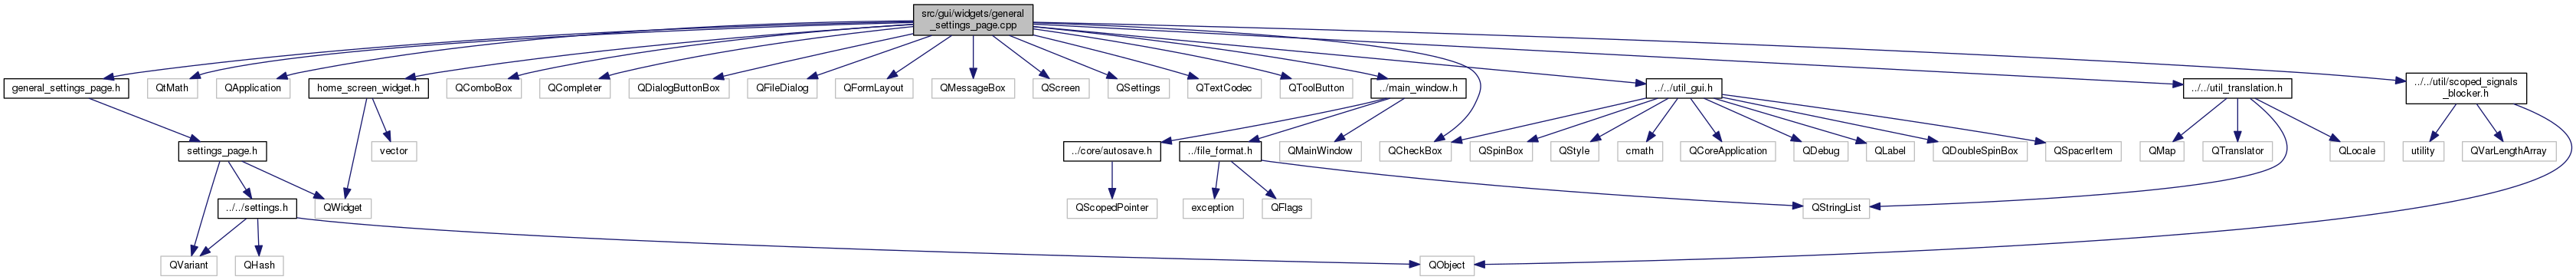 src/gui/widgets/general
_settings_page.cpp
general_settings_page.h
QtMath
QApplication
home_screen_widget.h
QComboBox
QCompleter
QDialogButtonBox
QFileDialog
QFormLayout
QMessageBox
QScreen
QSettings
QTextCodec
QToolButton
../main_window.h
../../util_gui.h
../../util_translation.h
../../util/scoped_signals
_blocker.h
settings_page.h
vector
../core/autosave.h
../file_format.h
QMainWindow
QCheckBox
QSpinBox
QStyle
cmath
QCoreApplication
QDebug
QLabel
QDoubleSpinBox
QSpacerItem
QMap
QTranslator
QLocale
utility
QVarLengthArray
../../settings.h
QWidget
QScopedPointer
exception
QFlags
QStringList
QVariant
QHash
QObject